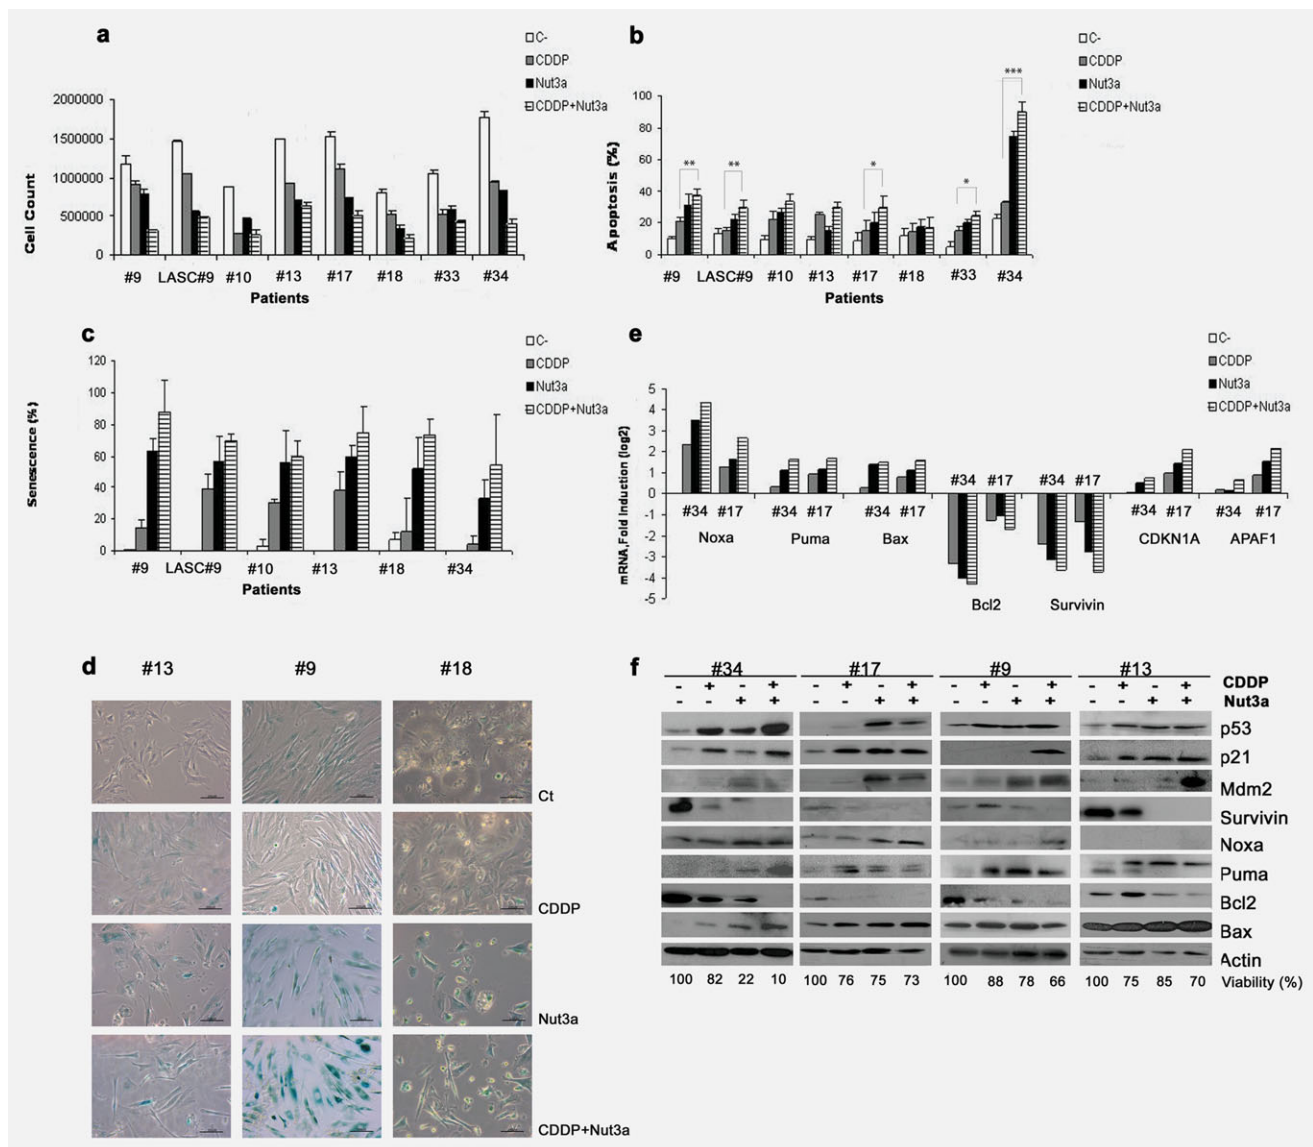 a
C-
CDDP
Nut3a
CDDP+Nut3a
2000000
1500000
1000000
500000
0
Cell Count
#9 LASC#9 #10 #13 #17 #18 #33 #34
Patients
b
C-
CDDP
Nut3a
CDDP+Nut3a
100
80
60
40
20
0
Apoptosis (%)
** ** * * ***
#9 LASC#9 #10 #13 #17 #18 #33 #34
Patients
c
C-
CDDP
Nut3a
CDDP+Nut3a
120
100
80
60
40
20
0
Senescence (%)
#9 LASC#9 #10 #13 #18 #34
Patients
e
C-
CDDP
Nut3a
CDDP+Nut3a
5
4
3
2
1
0
-1
-2
-3
-4
-5
mRNA,Fold Induction (log2)
#34 #17 #34 #17
#34 #17 #34 #17 #34 #17 #34 #17 #34 #17
Noxa Puma Bax CDKN1A APAF1
Bcl2 Survivin
d
#13 #9 #18
Ct
CDDP
Nut3a
CDDP+Nut3a
f
#34 #17 #9 #13
- + - + - + - + - + - + - + - + CDDP
- - + + - - + + - - + + - - + + Nut3a
p53
p21
Mdm2
Survivin
Noxa
Puma
Bcl2
Bax
Actin
100 82 22 10 100 76 75 73 100 88 78 66 100 75 85 70 Viability (%)